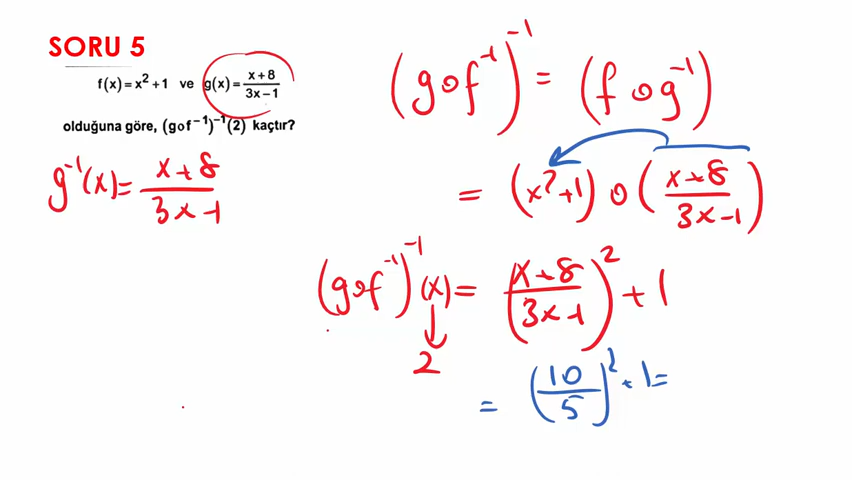 SORU 5
f(x) = x² + 1 ve g(x) = (x + 8)/(3x − 1)
olduğuna göre, (gof⁻¹)⁻¹(2) kaçtır?
g⁻¹(x) = (x + 8)/(3x − 1)
(gof⁻¹)⁻¹ = (fog⁻¹)
= (x² + 1) o ((x + 8)/(3x − 1))
(gof⁻¹)⁻¹(x) = ((x + 8)/(3x − 1))² + 1
2
= (10/5)² + 1 =